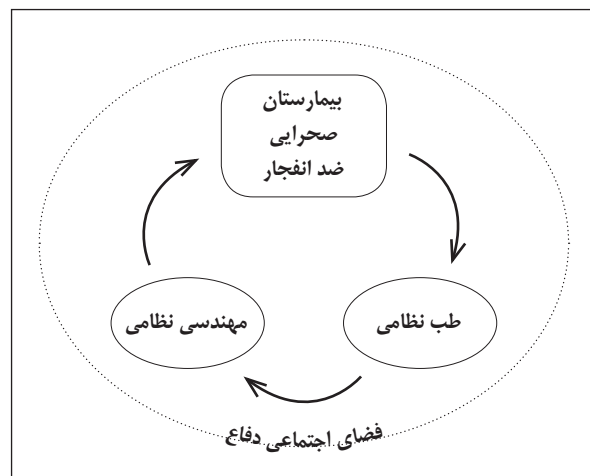 بیمارستان
صحرایی
ضد انفجار
طب نظامی
مهندسی نظامی
فضای اجتماعی دفاع